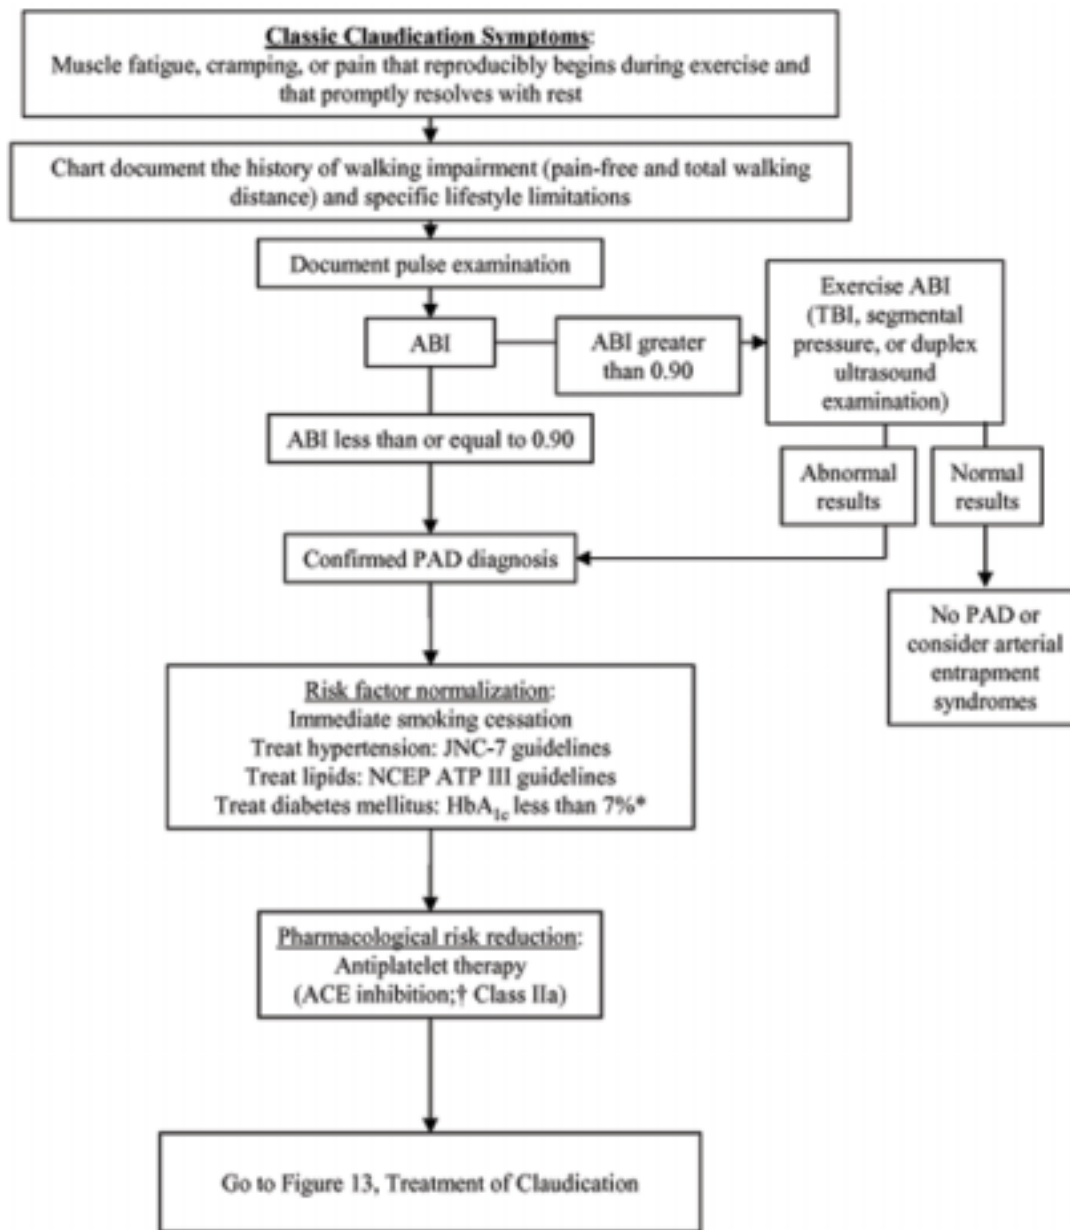 Classic Claudication Symptoms:
Muscle fatigue, cramping, or pain that reproducibly begins during exercise and
that promptly resolves with rest
Chart document the history of walking impairment (pain-free and total walking
distance) and specific lifestyle limitations
Document pulse examination
ABI
ABI greater
than 0.90
Exercise ABI
(TBI, segmental
pressure, or duplex
ultrasound
examination)
ABI less than or equal to 0.90
Abnormal
results
Normal
results
Confirmed PAD diagnosis
No PAD or
consider arterial
entrapment
syndromes
Risk factor normalization:
Immediate smoking cessation
Treat hypertension: JNC-7 guidelines
Treat lipids: NCEP ATP III guidelines
Treat diabetes mellitus: HbA1c less than 7%*
Pharmacological risk reduction:
Antiplatelet therapy
(ACE inhibition;† Class IIa)
Go to Figure 13, Treatment of Claudication